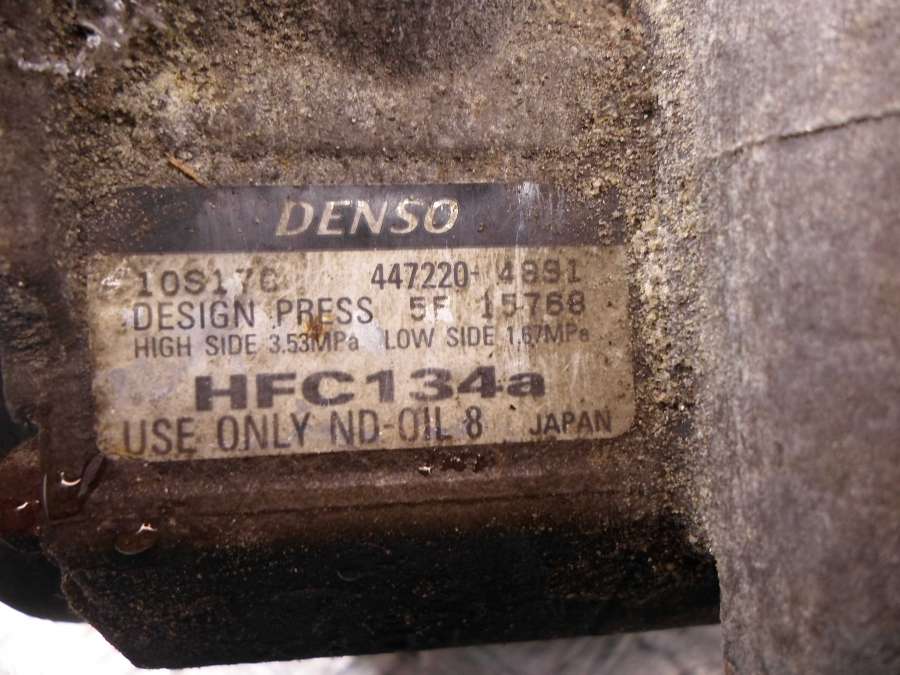 DENSO
10S17C 447220-4891
DESIGN PRESS 5F 15768
HIGH SIDE 3.53MPa LOW SIDE 1.67MPa
HFC134a
USE ONLY ND-OIL 8 JAPAN